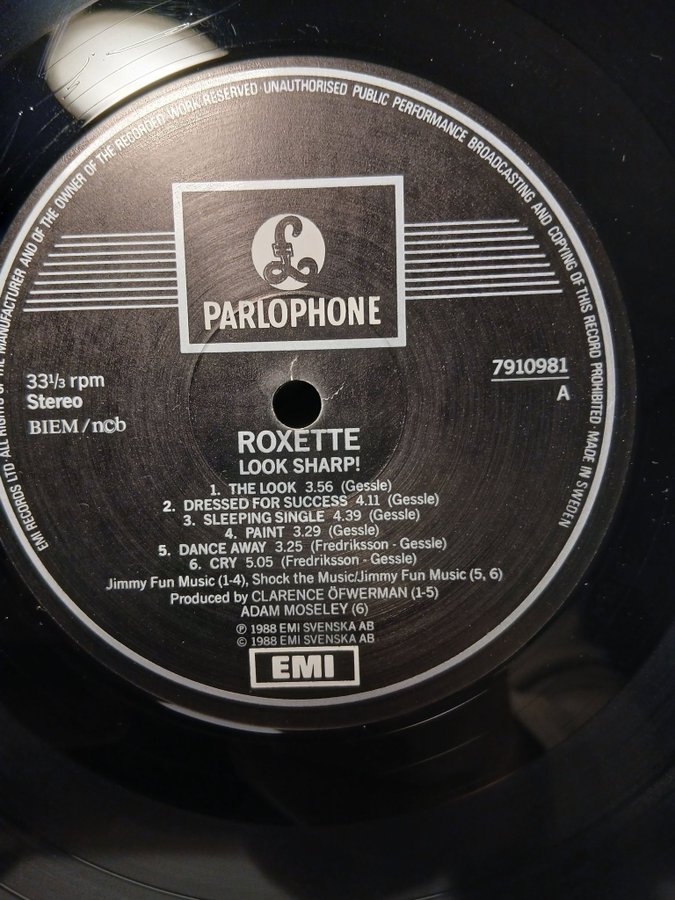 EMI RECORDS LTD · ALL RIGHTS OF THE MANUFACTURER AND OF THE OWNER OF THE RECORDED WORK RESERVED · UNAUTHORISED PUBLIC PERFORMANCE BROADCASTING AND COPYING OF THIS RECORD PROHIBITED · MADE IN SWEDEN
£
PARLOPHONE
33⅓ rpm
Stereo
BIEM/ncb
7910981
A
ROXETTE
LOOK SHARP!
1. THE LOOK 3.56 (Gessle)
2. DRESSED FOR SUCCESS 4.11 (Gessle)
3. SLEEPING SINGLE 4.39 (Gessle)
4. PAINT 3.29 (Gessle)
5. DANCE AWAY 3.25 (Fredriksson - Gessle)
6. CRY 5.05 (Fredriksson - Gessle)
Jimmy Fun Music (1-4), Shock the Music/Jimmy Fun Music (5, 6)
Produced by CLARENCE ÖFWERMAN (1-5)
ADAM MOSELEY (6)
℗ 1988 EMI SVENSKA AB
© 1988 EMI SVENSKA AB
EMI